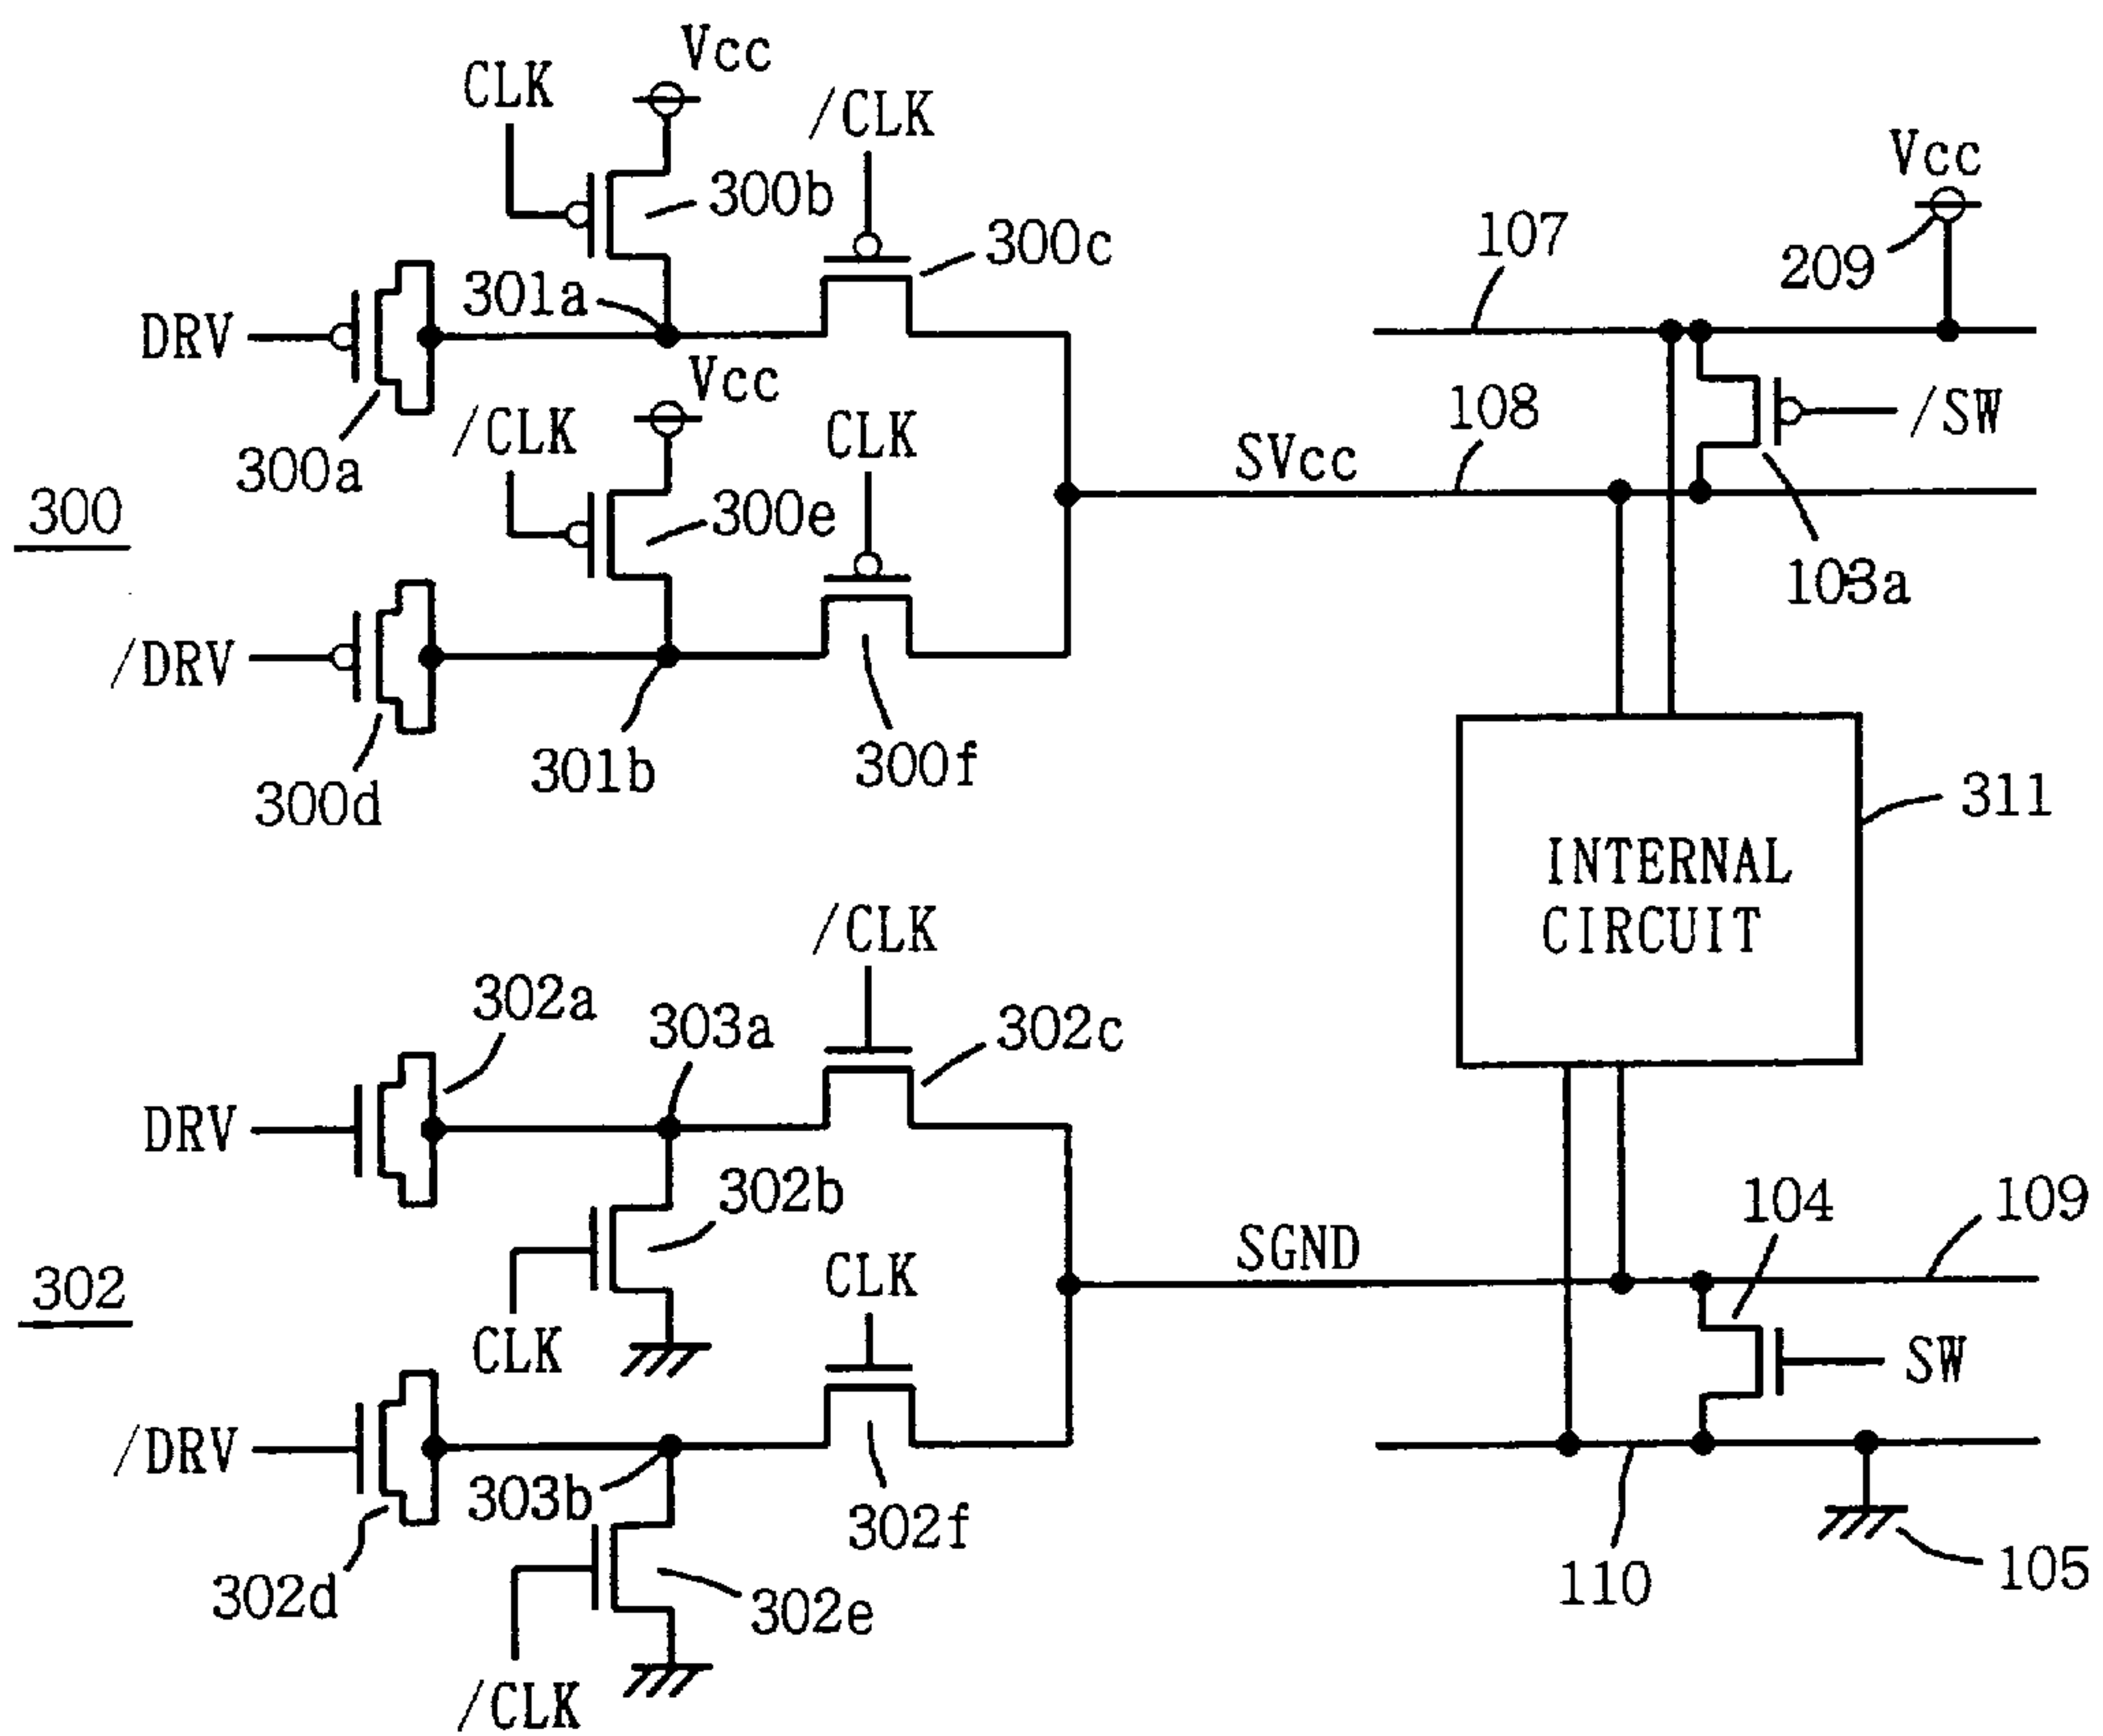 Vcc
CLK
/CLK
300b
300c
301a
DRV
300a
Vcc
/CLK
CLK
300
300e
/DRV
300d
301b
300f
Vcc
107
209
108
/SW
SVcc
103a
311
INTERNAL
CIRCUIT
/CLK
302a
303a
302c
DRV
302b
CLK
CLK
302
/DRV
303b
302f
302d
302e
/CLK
SGND
104
109
SW
110
105